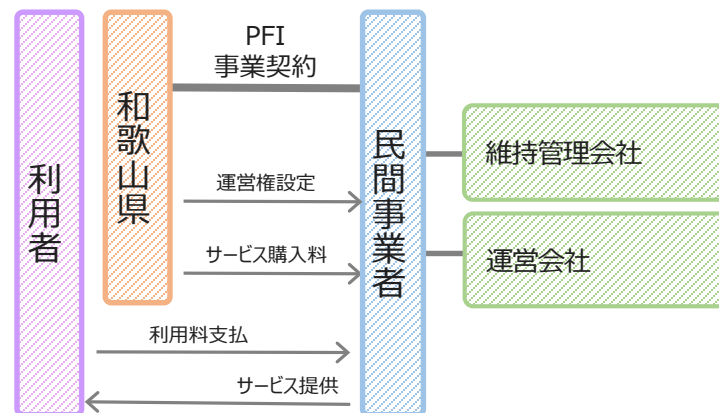 PFI
事業契約
利用者
和歌山県
民間事業者
維持管理会社
運営権設定
運営会社
サービス購入料
利用料支払
サービス提供